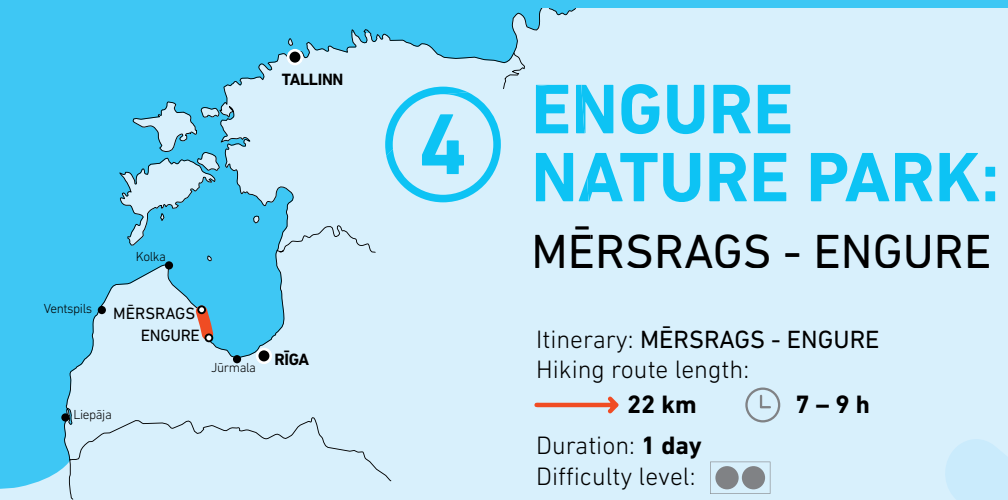 TALLINN
4
ENGURE
NATURE PARK:
MĒRSRAGS - ENGURE
Kolka
Ventspils
MĒRSRAGS
ENGURE
Jūrmala
RĪGA
Liepāja
Itinerary: MĒRSRAGS - ENGURE
Hiking route length:
22 km 7 – 9 h
Duration: 1 day
Difficulty level: